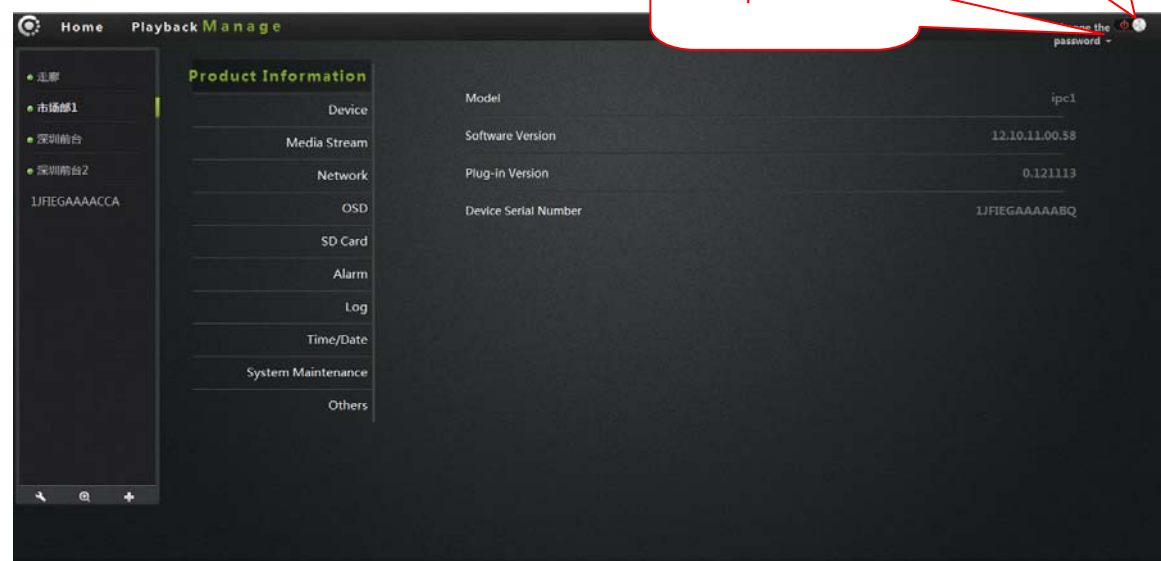 Home Playback Manage
the
password
走廊
市场部1
深圳前台
深圳前台2
1JFIEGAAAACCA
Product Information
Device
Media Stream
Network
OSD
SD Card
Alarm
Log
Time/Date
System Maintenance
Others
Model ipc1
Software Version 12.10.11.00.58
Plug-in Version 0.121113
Device Serial Number 1JFIEGAAAAABQ